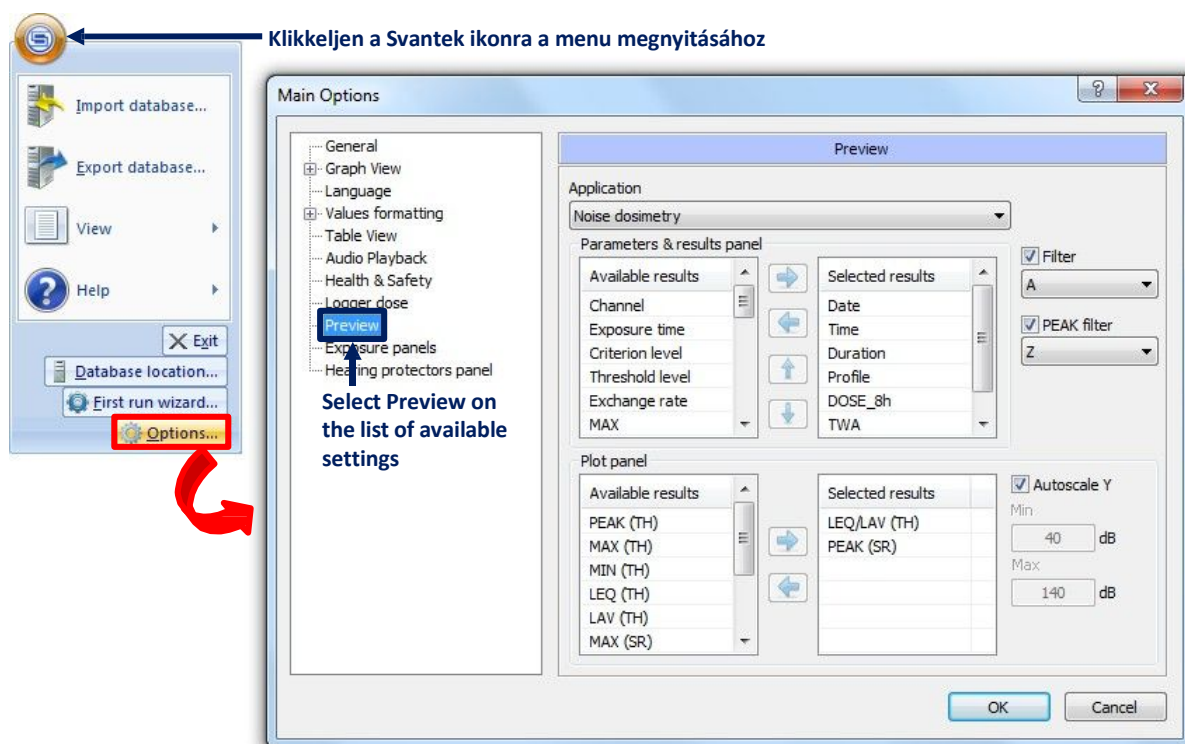 Klikkeljen a Svantek ikonra a menu megnyitásához
Import database...
Export database...
View
Help
Exit
Database location...
First run wizard...
Options...
Main Options
General
Graph View
Language
Values formatting
Table View
Audio Playback
Health & Safety
Logger dose
Preview
Exposure panels
Hearing protectors panel
Select Preview on
the list of available
settings
Preview
Application
Noise dosimetry
Parameters & results panel
Available results
Channel
Exposure time
Criterion level
Threshold level
Exchange rate
MAX
Selected results
Date
Time
Duration
Profile
DOSE_8h
TWA
Filter
A
PEAK filter
Z
Plot panel
Available results
PEAK (TH)
MAX (TH)
MIN (TH)
LEQ (TH)
LAV (TH)
MAX (SR)
Selected results
LEQ/LAV (TH)
PEAK (SR)
Autoscale Y
Min
40 dB
Max
140 dB
OK
Cancel